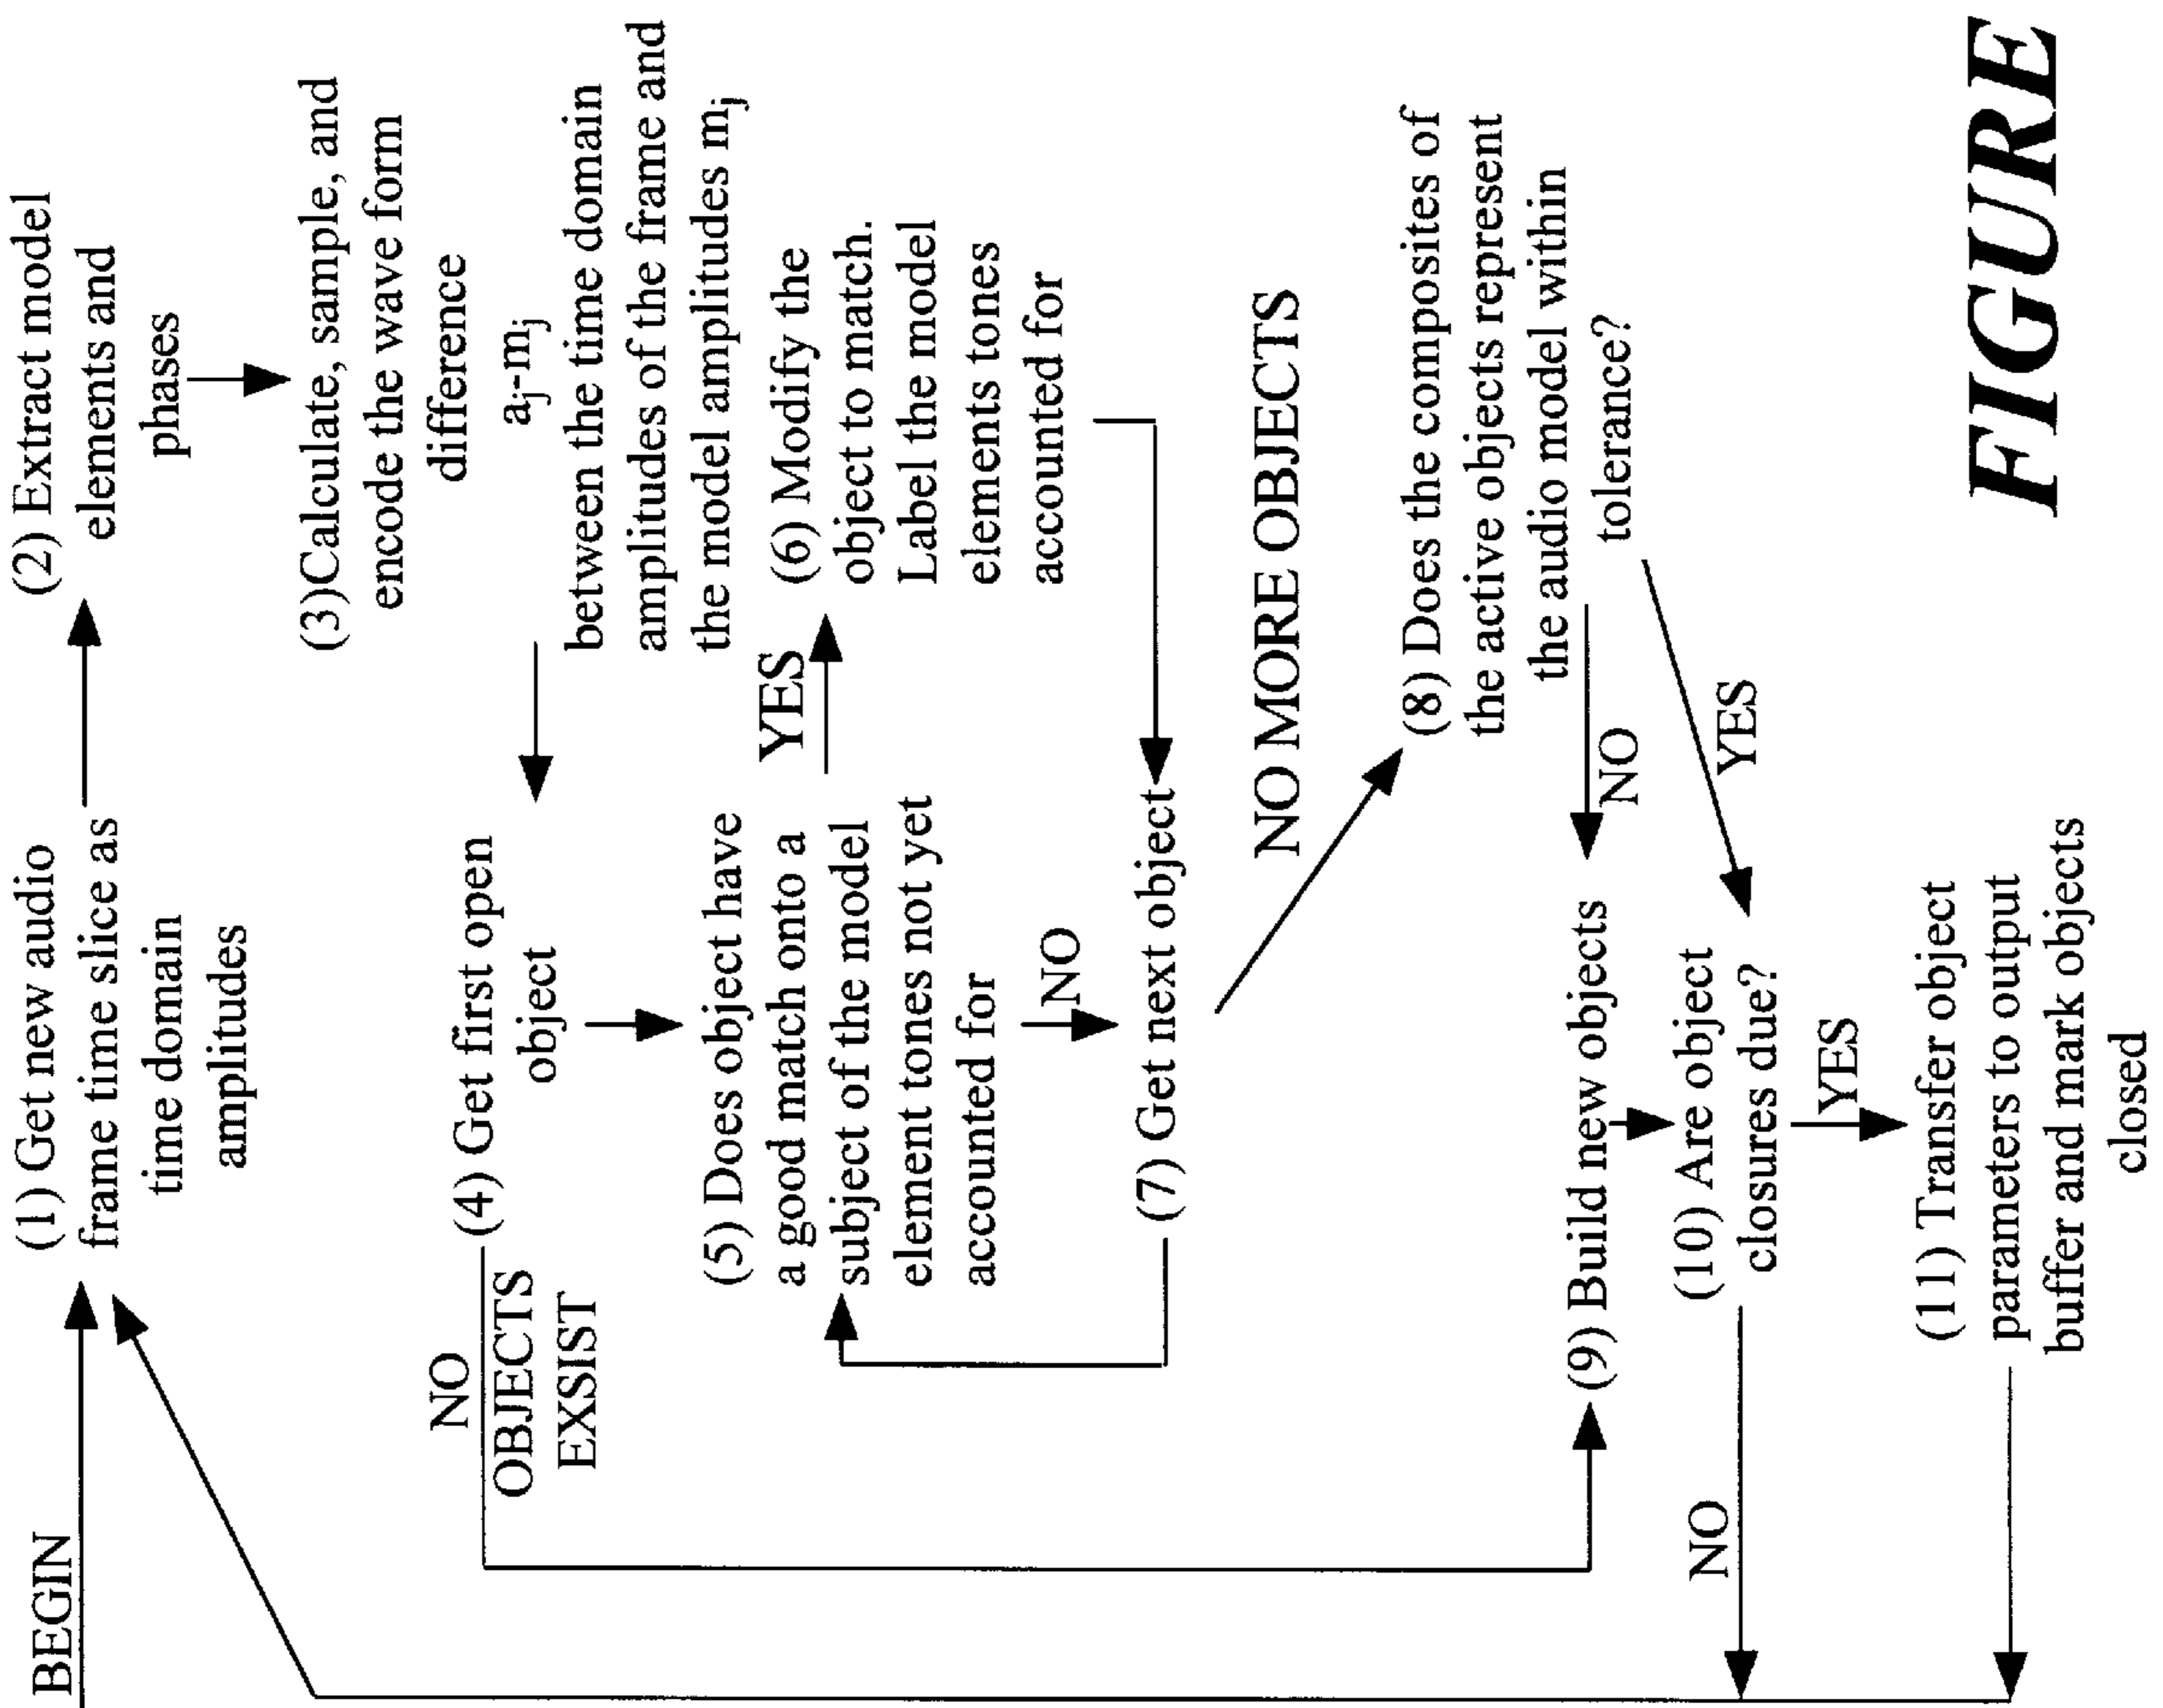 BEGIN
(1) Get new audio
frame time slice as
time domain
amplitudes
(2) Extract model
elements and
phases
(3)Calculate, sample, and
encode the wave form
difference
aj-mj
between the time domain
amplitudes of the frame and
the model amplitudes mj
NO
OBJECTS
EXSIST
(4) Get first open
object
(5) Does object have
a good match onto a
subject of the model
element tones not yet
accounted for
YES
(6) Modify the
object to match.
Label the model
elements tones
accounted for
NO
(7) Get next object
NO MORE OBJECTS
(8) Does the composites of
the active objects represent
the audio model within
tolerance?
NO
YES
(9) Build new objects
(10) Are object
closures due?
NO
YES
(11) Transfer object
parameters to output
buffer and mark objects
closed
FIGURE